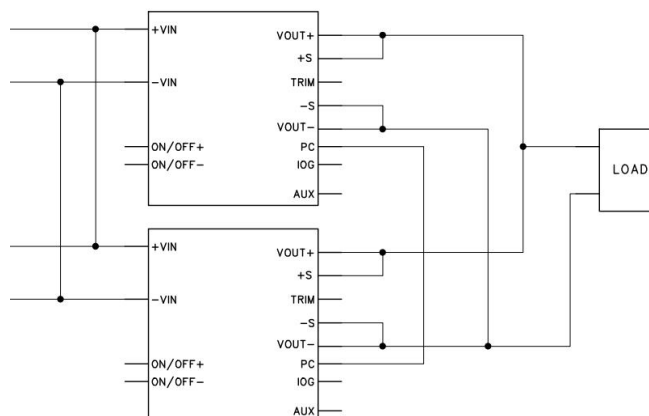 +VIN
VOUT+
+S
-VIN
TRIM
-S
VOUT-
ON/OFF+
PC
ON/OFF-
IOG
AUX
LOAD
+VIN
VOUT+
+S
-VIN
TRIM
-S
VOUT-
ON/OFF+
PC
ON/OFF-
IOG
AUX